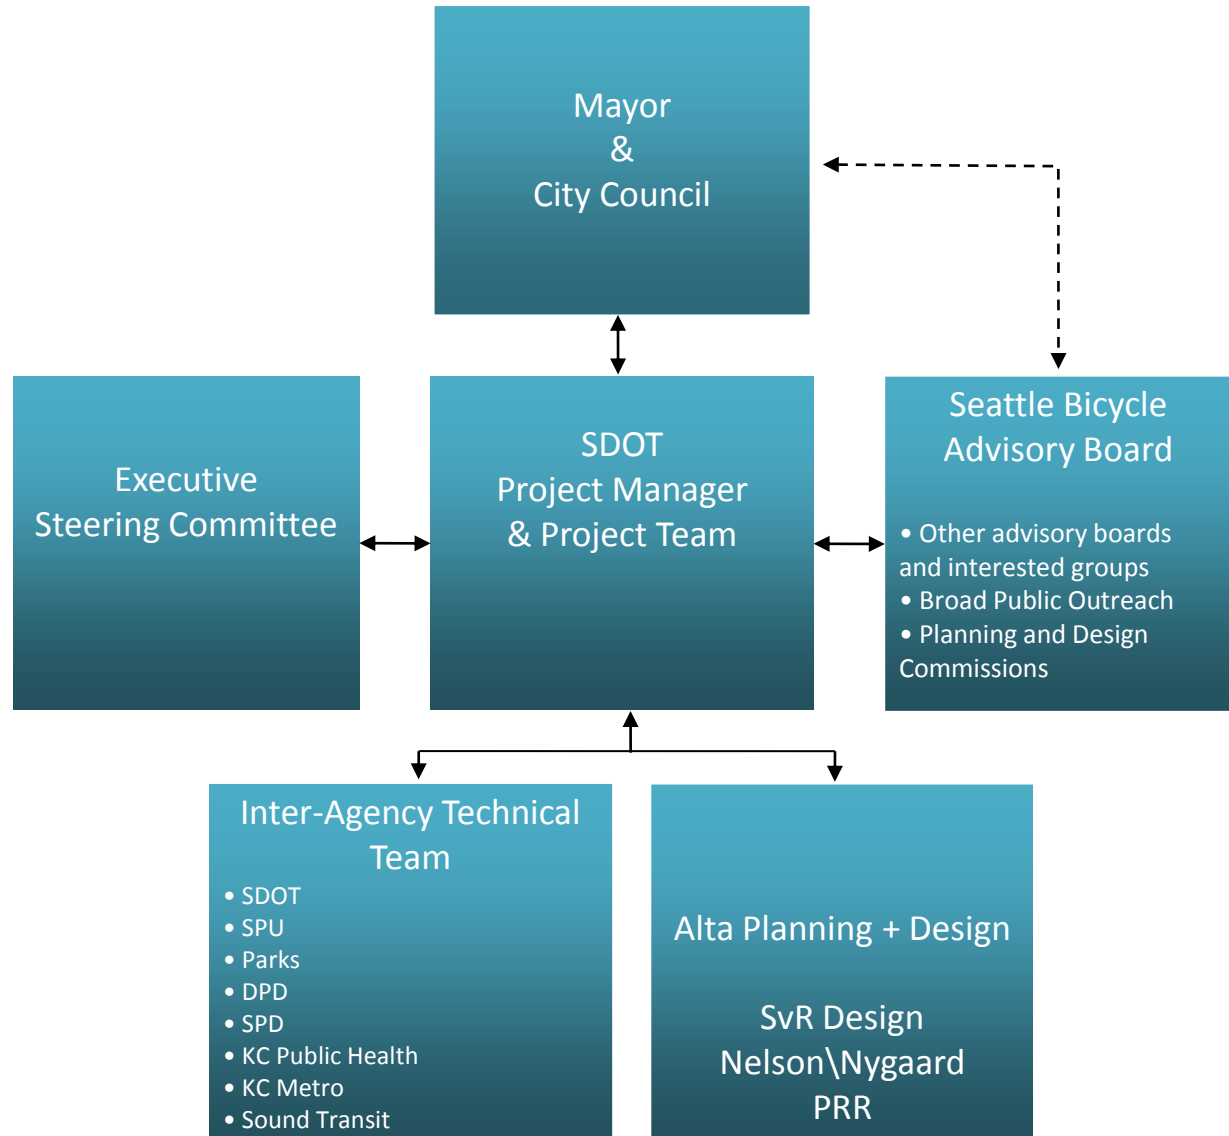 Mayor
&
City Council
Executive
Steering Committee
SDOT
Project Manager
& Project Team
Seattle Bicycle
Advisory Board
• Other advisory boards
and interested groups
• Broad Public Outreach
• Planning and Design
Commissions
Inter-Agency Technical
Team
• SDOT
• SPU
• Parks
• DPD
• SPD
• KC Public Health
• KC Metro
• Sound Transit
Alta Planning + Design
SvR Design
Nelson\Nygaard
PRR